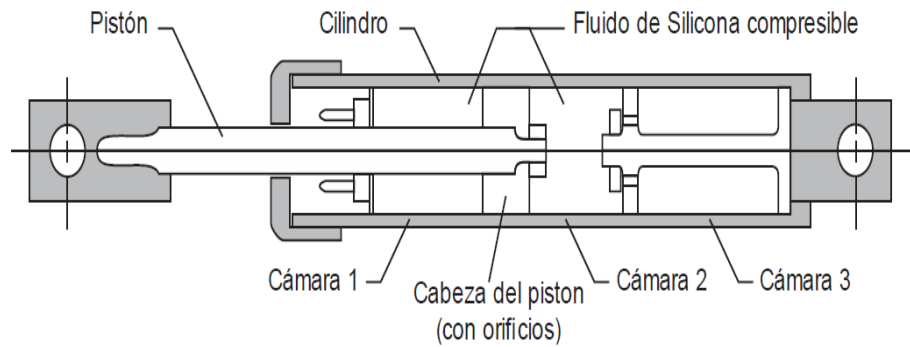 Pistón
Cilindro
Fluido de Silicona compresible
Cámara 1
Cabeza del piston
(con orificios)
Cámara 2
Cámara 3